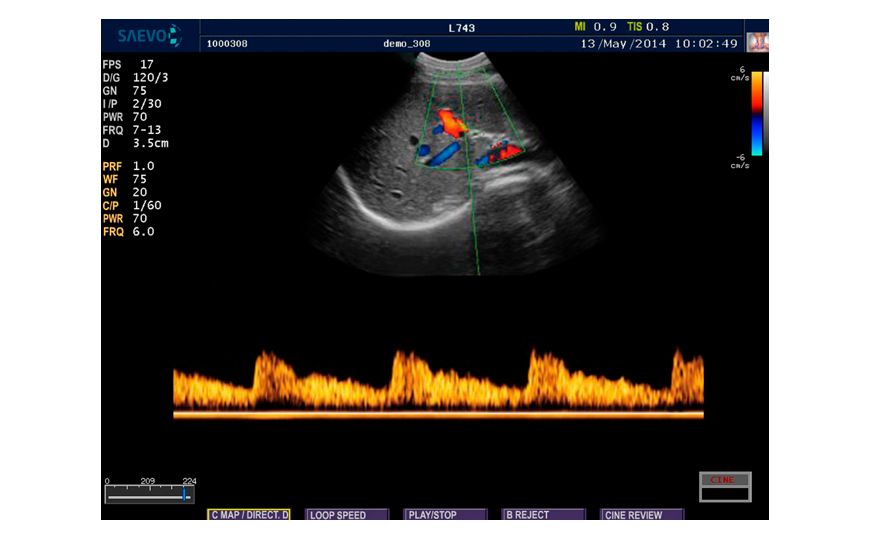 SAEVO
L743
MI 0.9 TIS 0.8
1000308
demo_308
13/May/2014 10:02:49
FPS 17
D/G 120/3
GN 75
I/P 2/30
PWR 70
FRQ 7-13
D 3.5cm
PRF 1.0
WF 75
GN 20
C/P 1/60
PWR 70
FRQ 6.0
6
cm/s
-6
cm/s
0 209 224
CINE
C MAP / DIRECT. D
LOOP SPEED
PLAY/STOP
B REJECT
CINE REVIEW